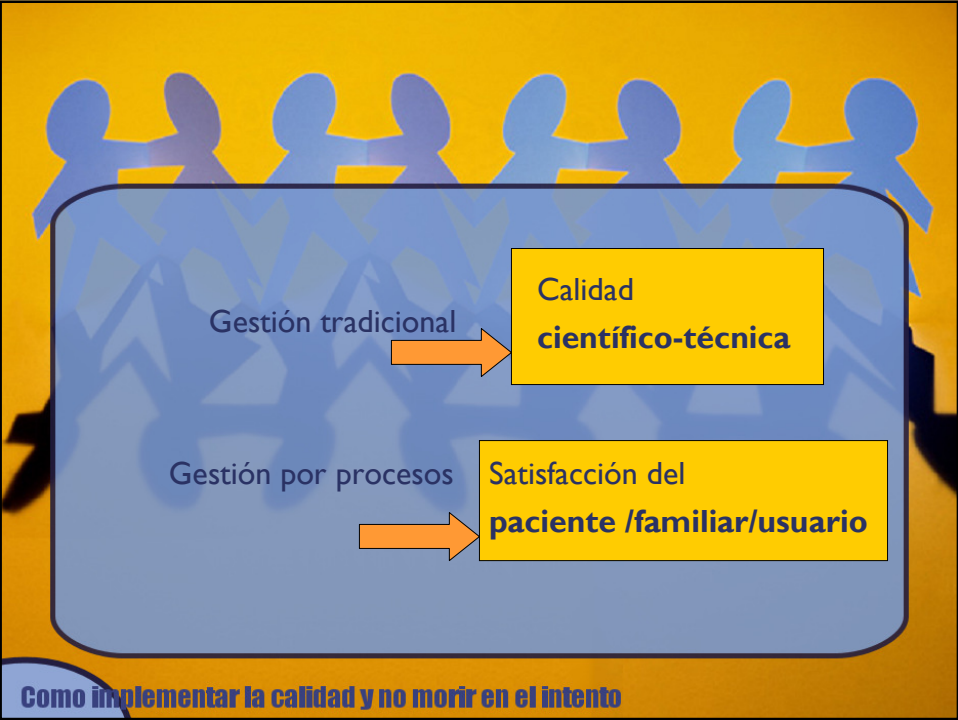 Gestión tradicional
Calidad
científico-técnica
Gestión por procesos
Satisfacción del
paciente /familiar/usuario
Como implementar la calidad y no morir en el intento